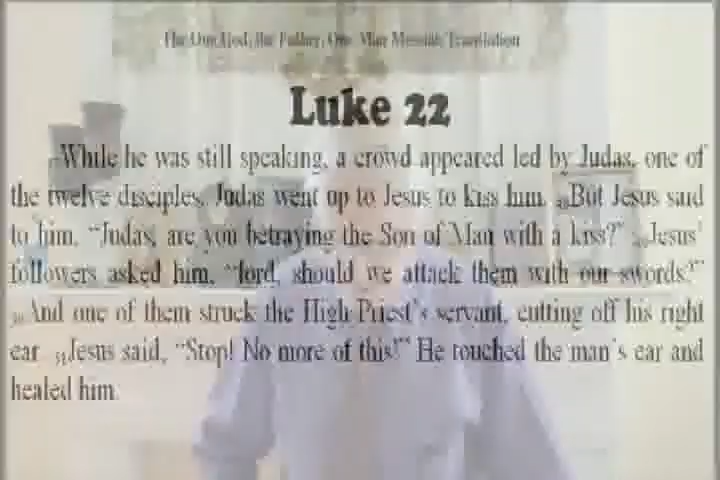 The One God, the Father, One Man Messiah Translation
Luke 22
47While he was still speaking, a crowd appeared led by Judas, one of
the twelve disciples. Judas went up to Jesus to kiss him. 48But Jesus said
to him, “Judas, are you betraying the Son of Man with a kiss?” 49Jesus’
followers asked him, “lord, should we attack them with our swords?”
50And one of them struck the High Priest’s servant, cutting off his right
ear. 51Jesus said, “Stop! No more of this!” He touched the man’s ear and
healed him.